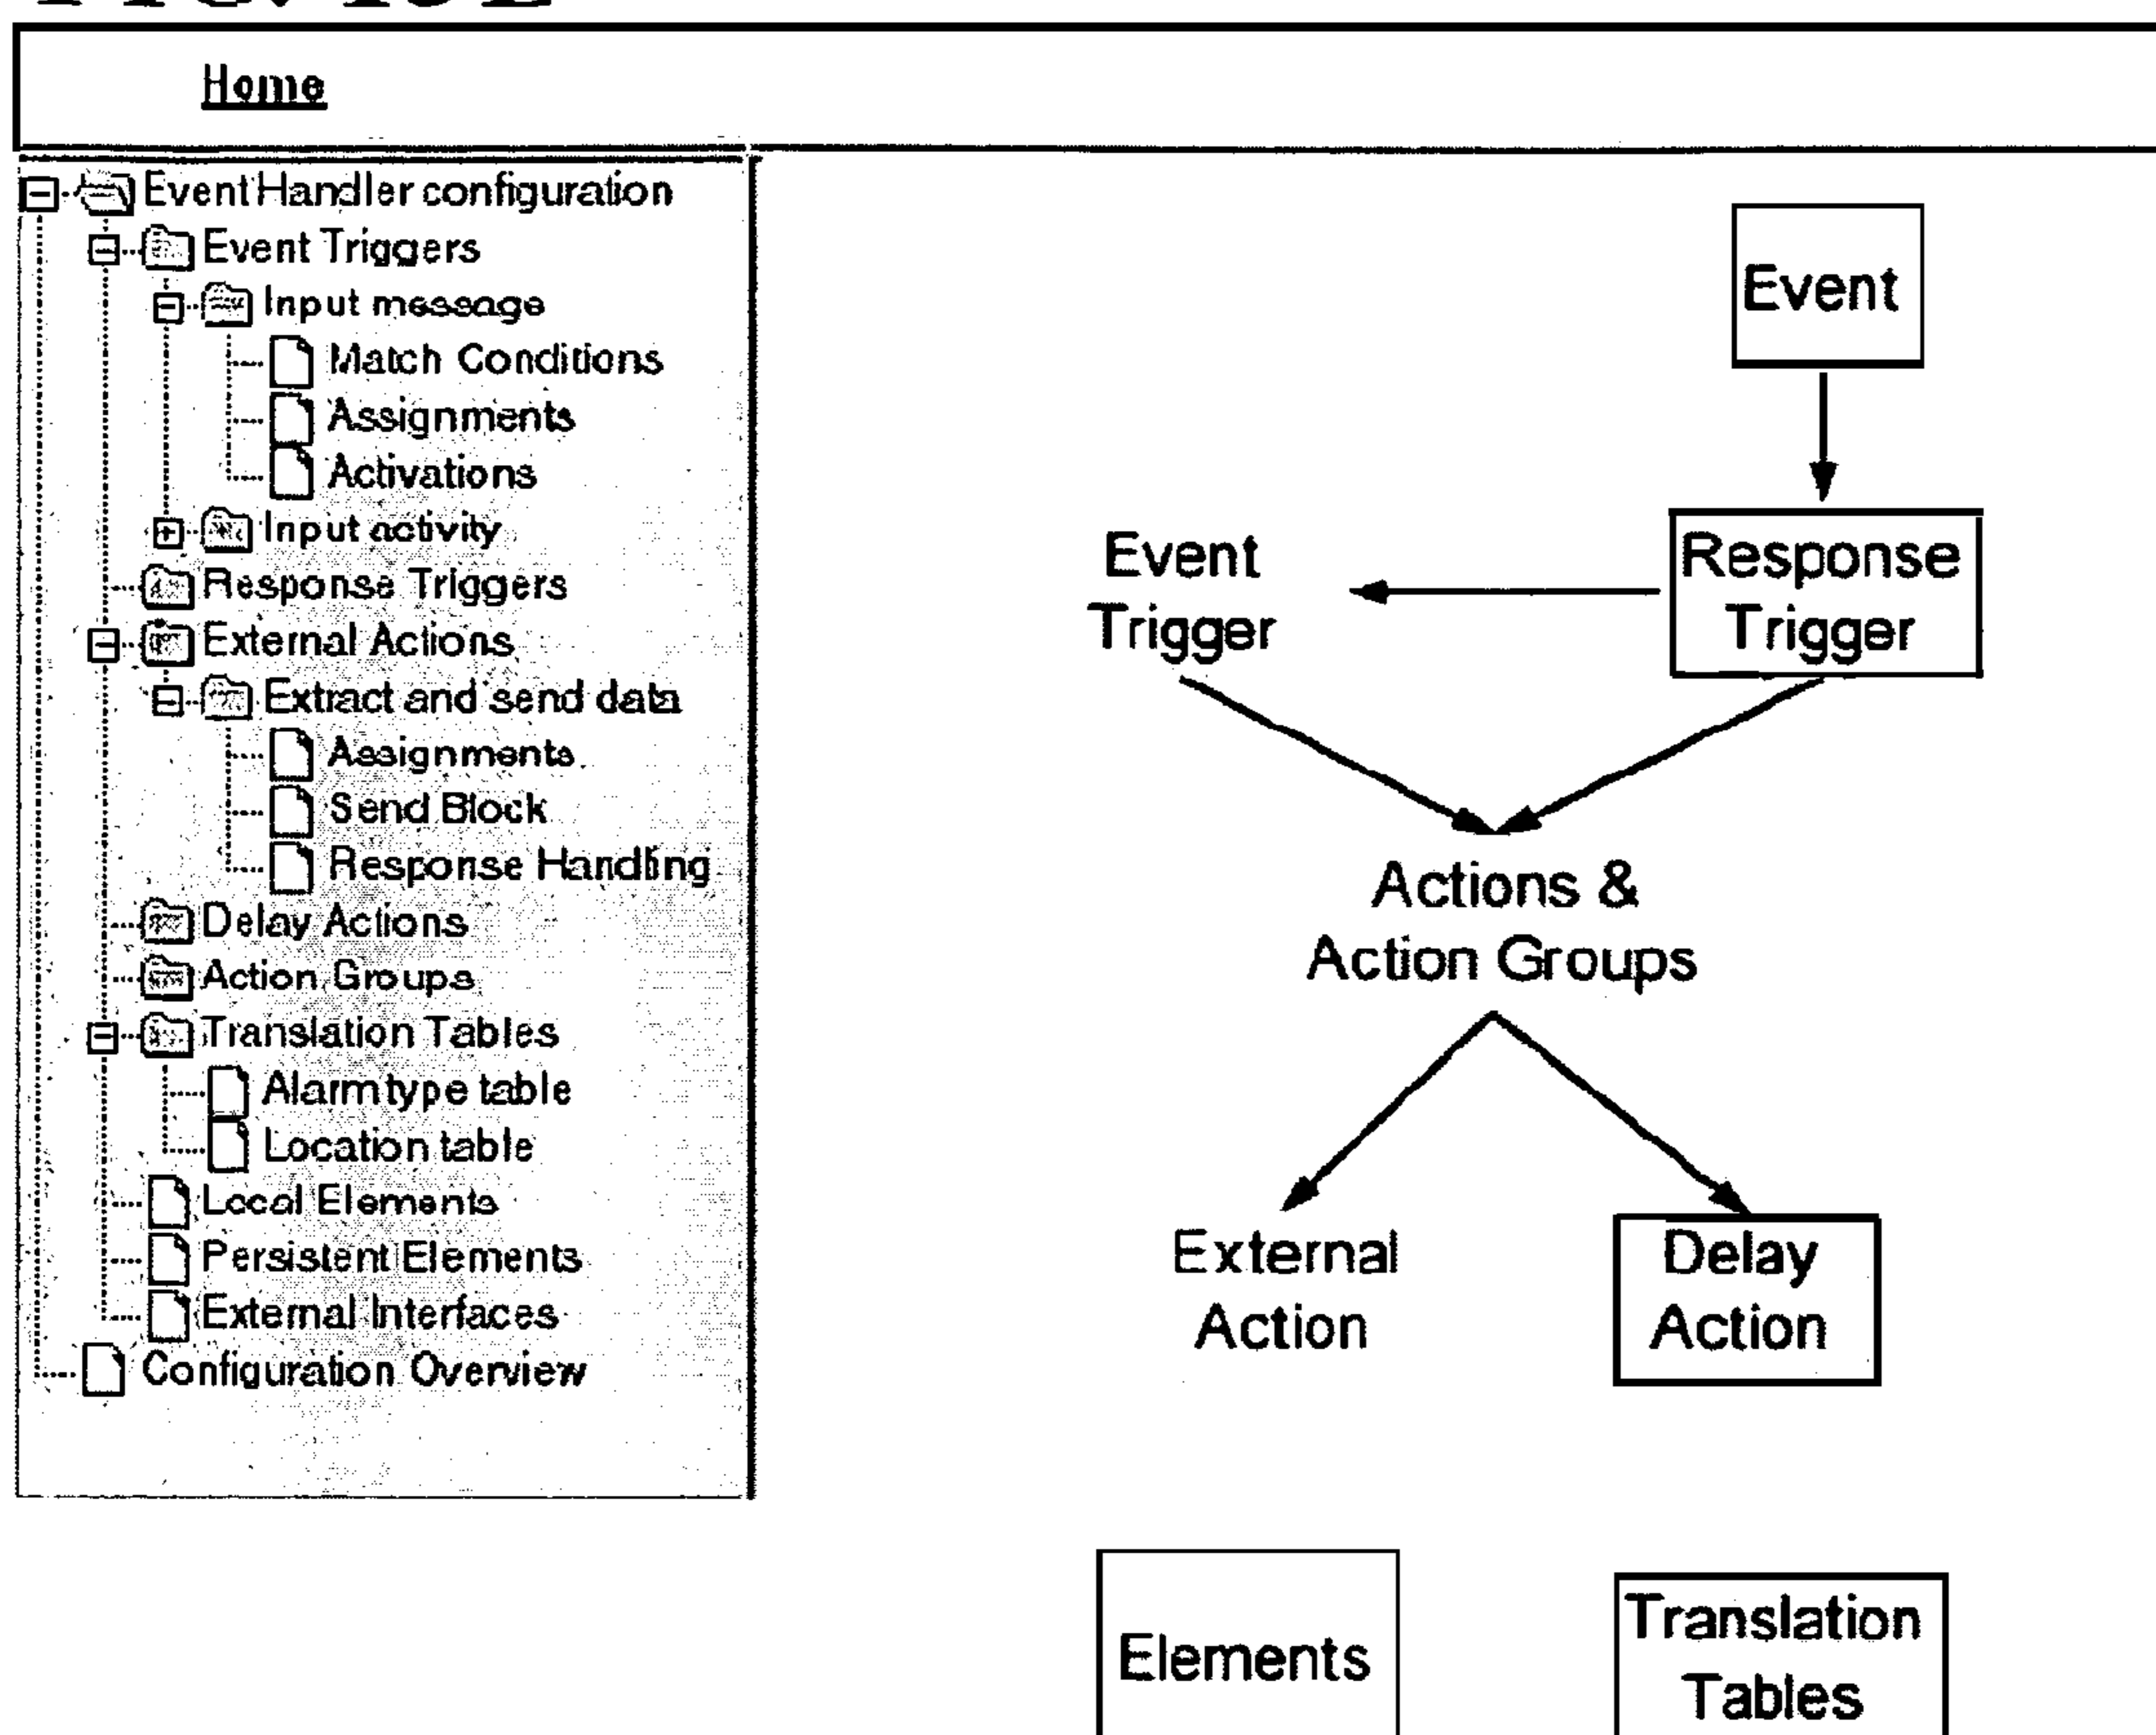 Home
Event Handler configuration
Event Triggers
Input message
Match Conditions
Assignments
Activations
Input activity
Response Triggers
External Actions
Extract and send data
Assignments
Send Block
Response Handling
Delay Actions
Action Groups
Translation Tables
Alarm type table
Location table
Local Elements
Persistent Elements
External Interfaces
Configuration Overview
Event
Response
Trigger
Event
Trigger
Actions &
Action Groups
External
Action
Delay
Action
Elements
Translation
Tables